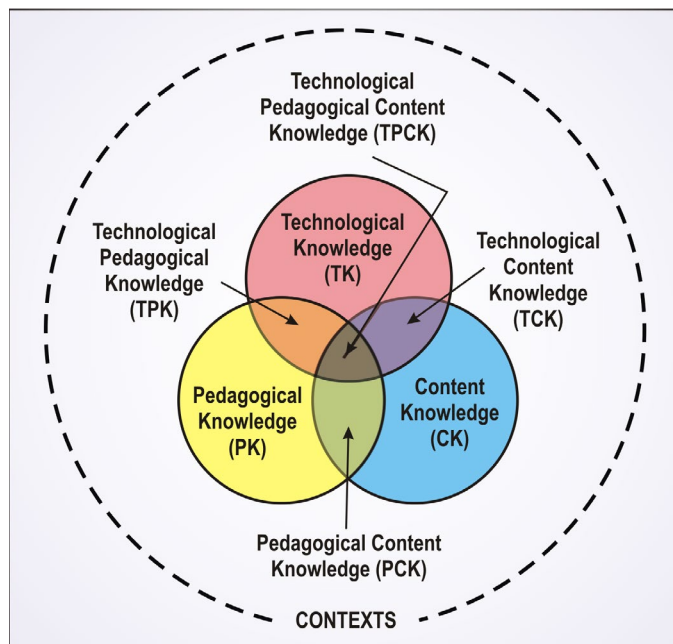 Technological
Pedagogical Content
Knowledge (TPCK)
Technological
Knowledge
(TK)
Technological
Pedagogical
Knowledge
(TPK)
Technological
Content
Knowledge
(TCK)
Pedagogical
Knowledge
(PK)
Content
Knowledge
(CK)
Pedagogical Content
Knowledge (PCK)
CONTEXTS